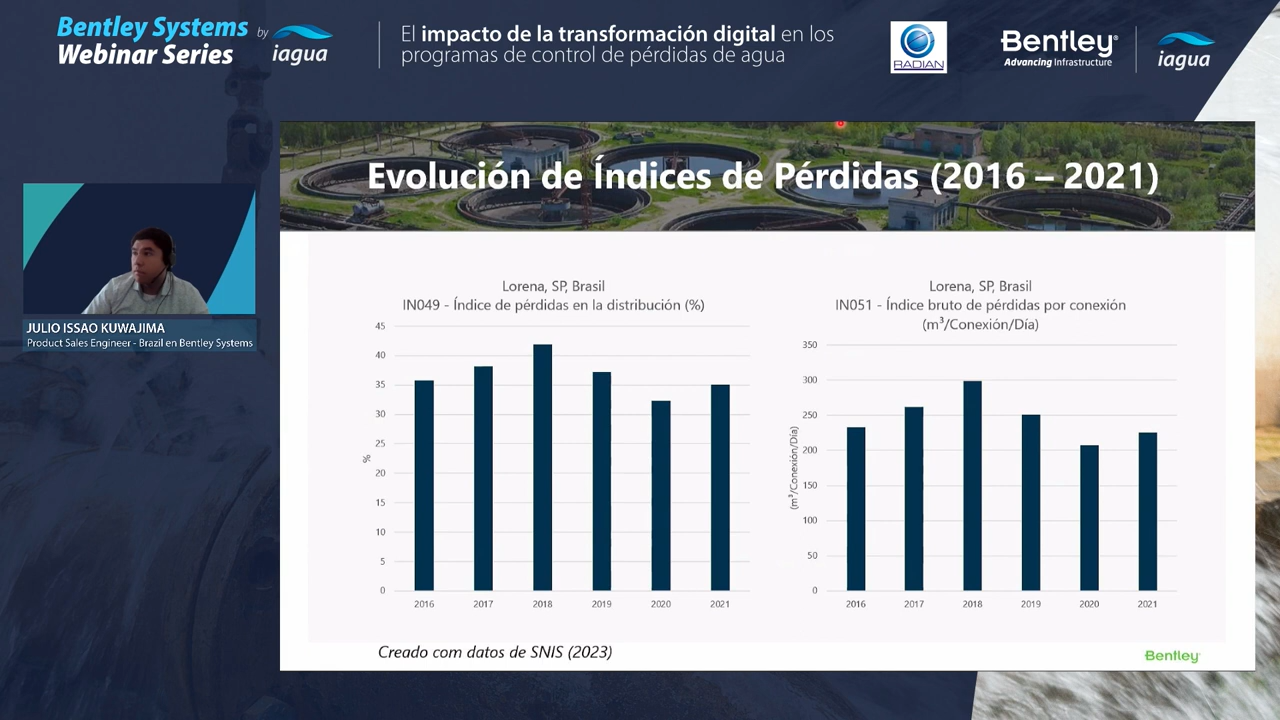 Bentley Systems
Webinar Series
by
iagua
El impacto de la transformación digital en los
programas de control de pérdidas de agua
RADIAN
Bentley®
Advancing Infrastructure
iagua
Evolución de Índices de Pérdidas (2016 – 2021)
JULIO ISSAO KUWAJIMA
Product Sales Engineer - Brazil en Bentley Systems
Lorena, SP, Brasil
IN049 - Índice de pérdidas en la distribución (%)
45
40
35
30
25
20
15
10
5
0
%
2016 2017 2018 2019 2020 2021
Lorena, SP, Brasil
IN051 - Índice bruto de pérdidas por conexión
(m³/Conexión/Día)
350
300
250
200
150
100
50
0
(m³/Conexión/Día)
2016 2017 2018 2019 2020 2021
Creado com datos de SNIS (2023)
Bentley